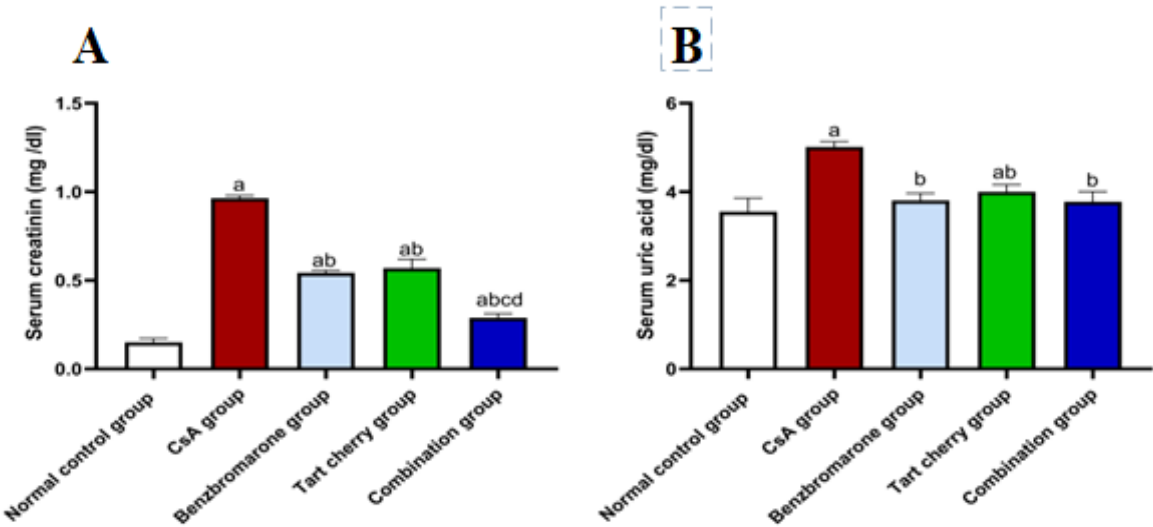 A
Serum creatinin (mg /dl)
1.5
1.0
0.5
0.0
a
ab
ab
abcd
Normal control group
CsA group
Benzbromarone group
Tart cherry group
Combination group
B
Serum uric acid (mg/dl)
6
4
2
0
a
b
ab
b
Normal control group
CsA group
Benzbromarone group
Tart cherry group
Combination group